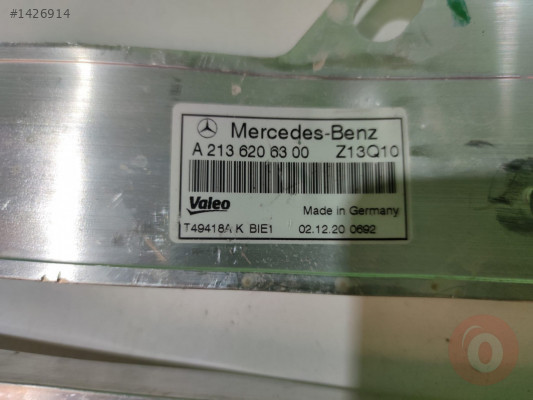 #1426914
Mercedes-Benz
A 213 620 63 00 Z13Q10
Valeo
Made in Germany
T49418A K BIE1 02.12.20 0692